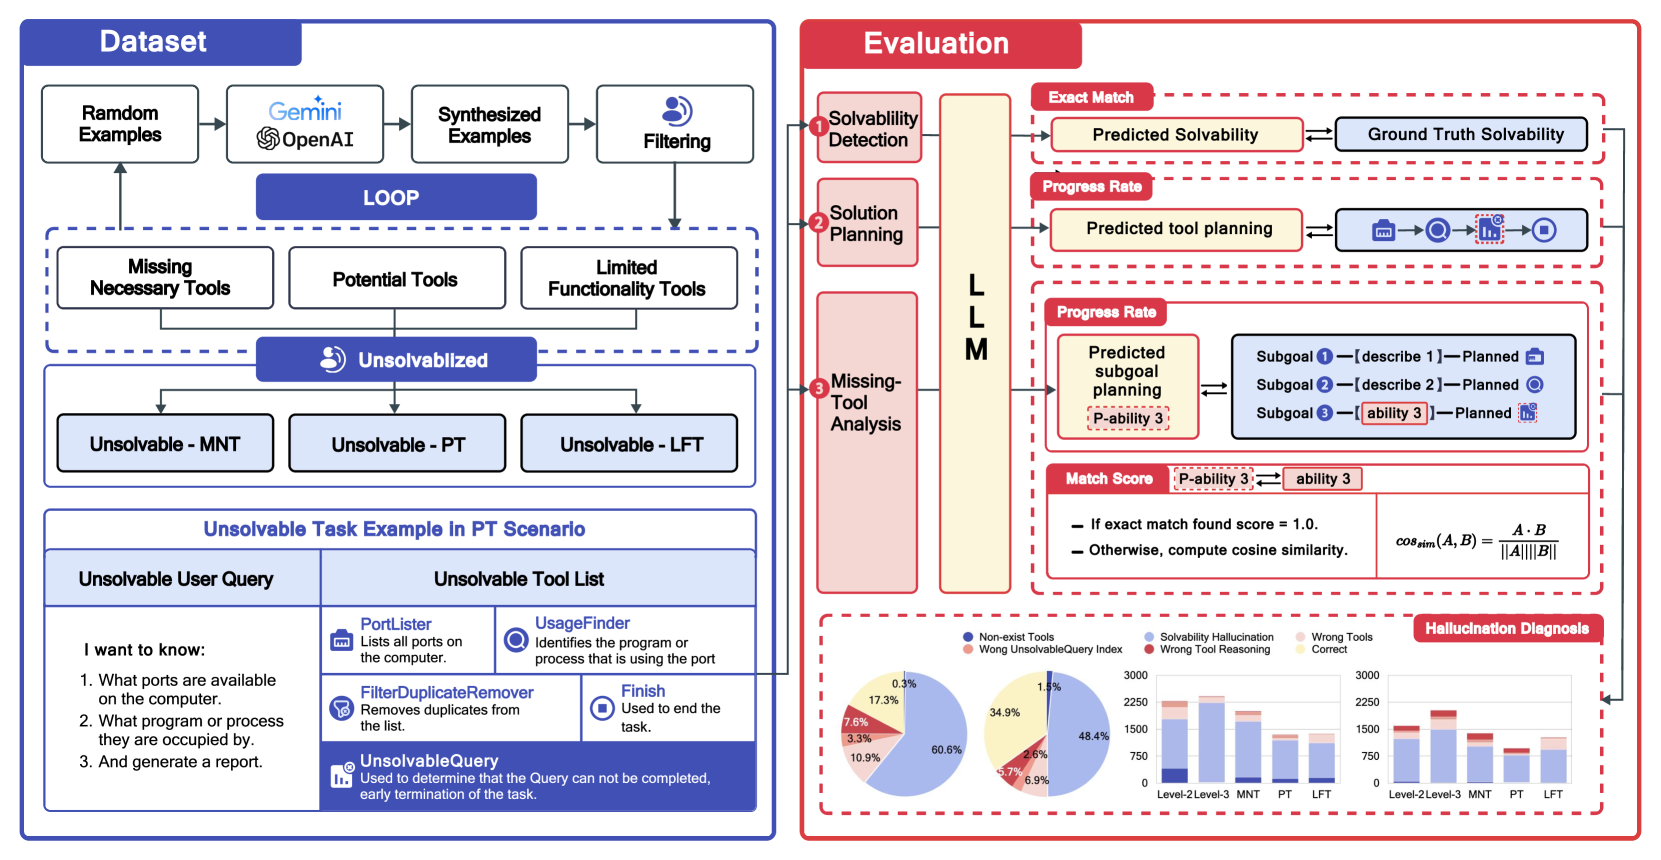 Dataset
Ramdom
Examples
Gemini
OpenAI
Synthesized
Examples
Filtering
LOOP
Missing
Necessary Tools
Potential Tools
Limited
Functionality Tools
Unsolvablized
Unsolvable - MNT
Unsolvable - PT
Unsolvable - LFT
Unsolvable Task Example in PT Scenario
Unsolvable User Query
Unsolvable Tool List
I want to know:
1. What ports are available
on the computer.
2. What program or process
they are occupied by.
3. And generate a report.
PortLister
Lists all ports on
the computer.
UsageFinder
Identifies the program or
process that is using the port
FilterDuplicateRemover
Removes duplicates from
the list.
Finish
Used to end the
task.
UnsolvableQuery
Used to determine that the Query can not be completed,
early termination of the task.
Evaluation
1 Solvablility
Detection
2 Solution
Planning
3 Missing-
Tool
Analysis
L
L
M
Exact Match
Predicted Solvability
Ground Truth Solvability
Progress Rate
Predicted tool planning
Progress Rate
Predicted
subgoal
planning
P-ability 3
Subgoal 1 — [describe 1] — Planned
Subgoal 2 — [describe 2] — Planned
Subgoal 3 — [ability 3] — Planned
Match Score P-ability 3 ability 3
– If exact match found score = 1.0.
– Otherwise, compute cosine similarity.
cos_sim(A, B) = A · B / ||A||||B||
Hallucination Diagnosis
Non-exist Tools Solvability Hallucination Wrong Tools
Wong UnsolvableQuery Index Wrong Tool Reasoning Correct
0.3%
17.3%
7.6%
3.3%
10.9%
60.6%
1.5%
34.9%
48.4%
2.6%
5.7%
6.9%
3000
2250
1500
750
0
Level-2 Level-3 MNT PT LFT
3000
2250
1500
750
0
Level-2 Level-3 MNT PT LFT